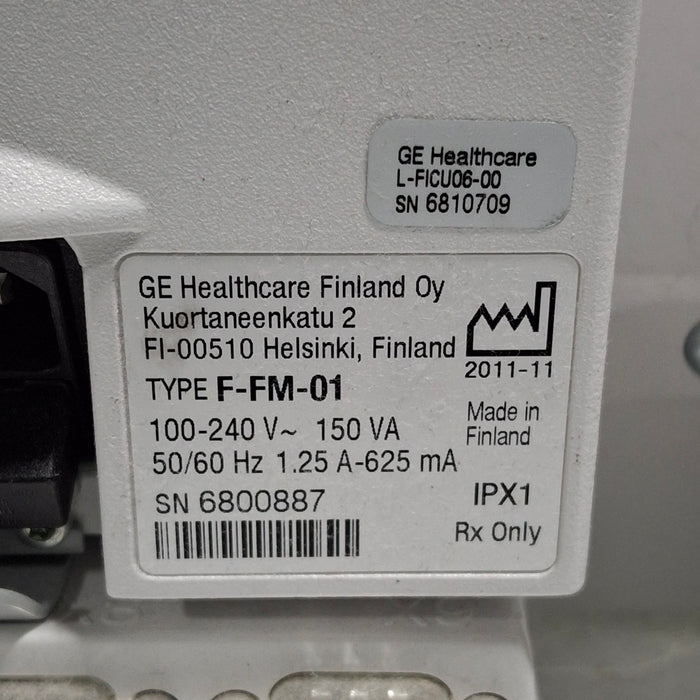 GE Healthcare
L-FICU06-00
SN 6810709
GE Healthcare Finland Oy
Kuortaneenkatu 2
FI-00510 Helsinki, Finland
2011-11
TYPE F-FM-01
Made in
Finland
100-240 V~ 150 VA
50/60 Hz 1.25 A-625 mA
SN 6800887
IPX1
Rx Only